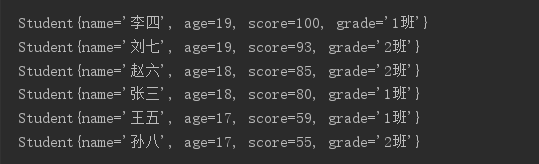 Student{name='李四', age=19, score=100, grade='1班'}
Student{name='刘七', age=19, score=93, grade='2班'}
Student{name='赵六', age=18, score=85, grade='2班'}
Student{name='张三', age=18, score=80, grade='1班'}
Student{name='王五', age=17, score=59, grade='1班'}
Student{name='孙八', age=17, score=55, grade='2班'}